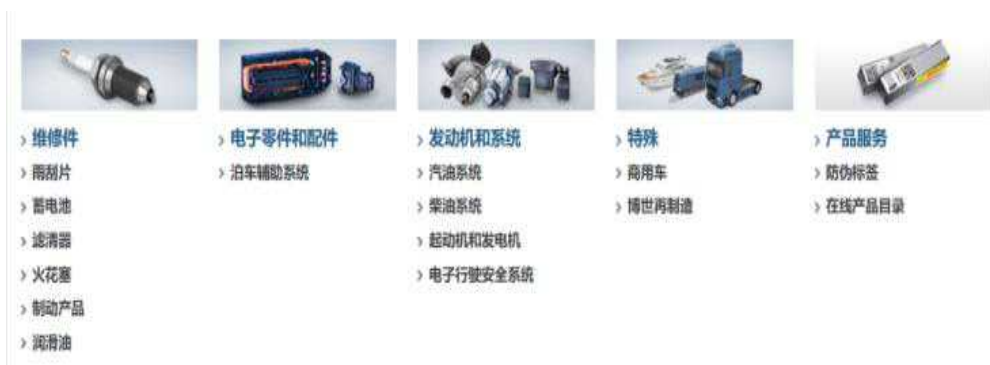 › 维修件
› 雨刮片
› 蓄电池
› 滤清器
› 火花塞
› 制动产品
› 润滑油
› 电子零件和配件
› 泊车辅助系统
› 发动机和系统
› 汽油系统
› 柴油系统
› 起动机和发电机
› 电子行驶安全系统
› 特殊
› 商用车
› 博世再制造
› 产品服务
› 防伪标签
› 在线产品目录